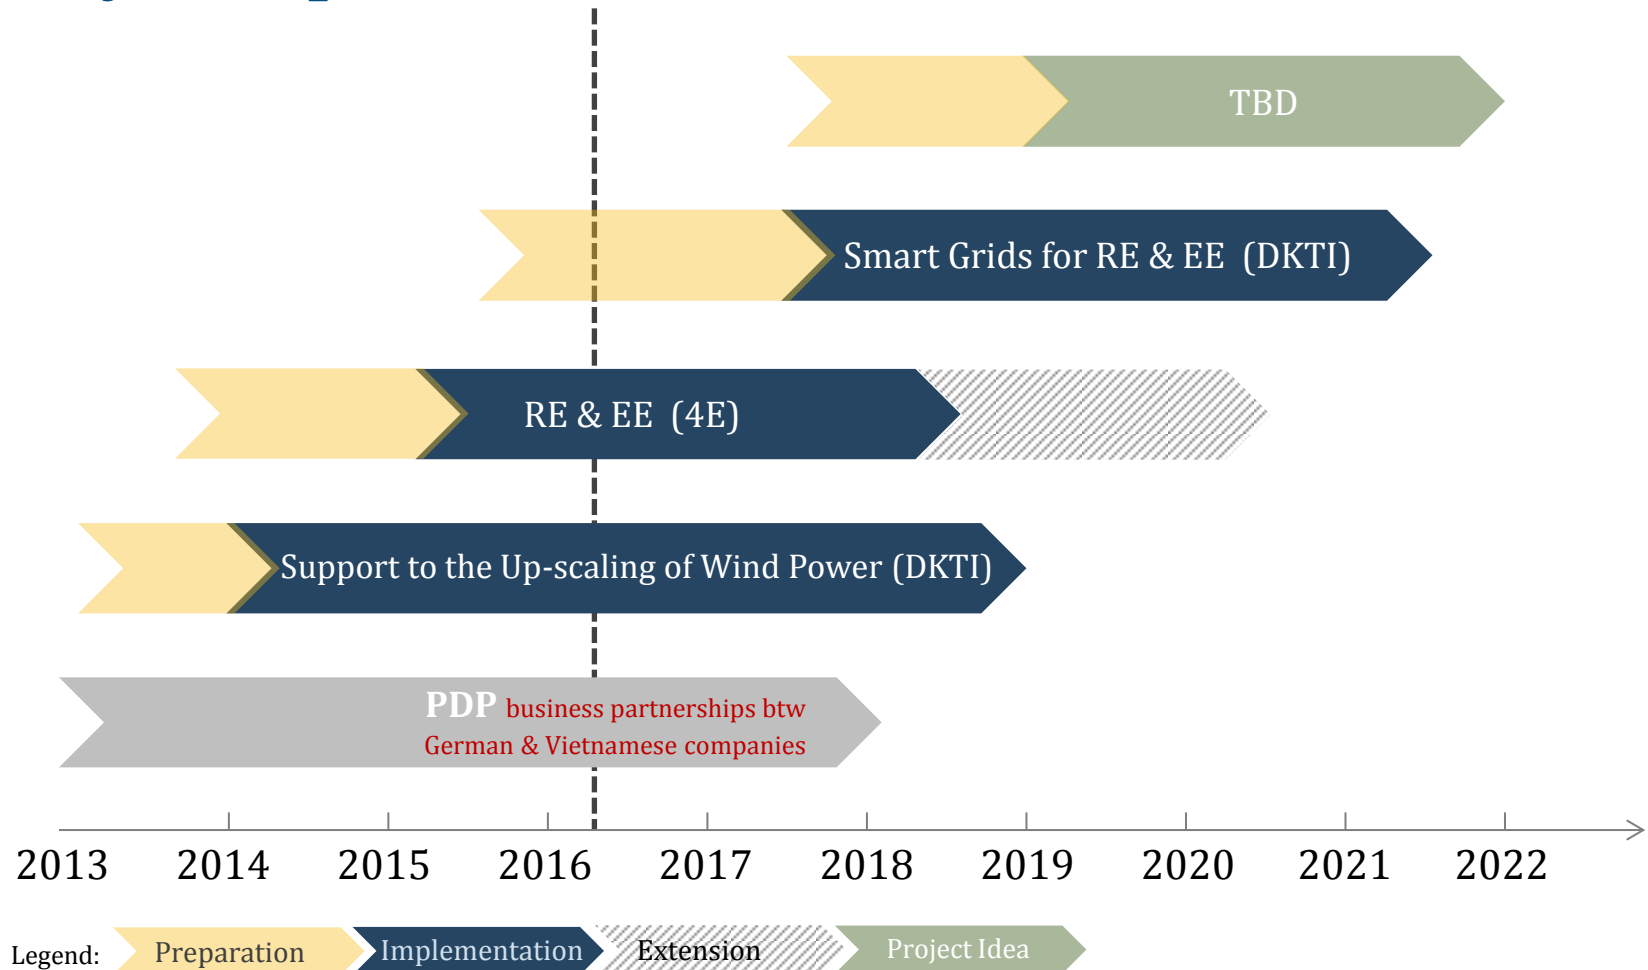 TBD
Smart Grids for RE & EE (DKTI)
RE & EE (4E)
Support to the Up-scaling of Wind Power (DKTI)
PDP business partnerships btw
German & Vietnamese companies
2013 2014 2015 2016 2017 2018 2019 2020 2021 2022
Legend: Preparation Implementation Extension Project Idea